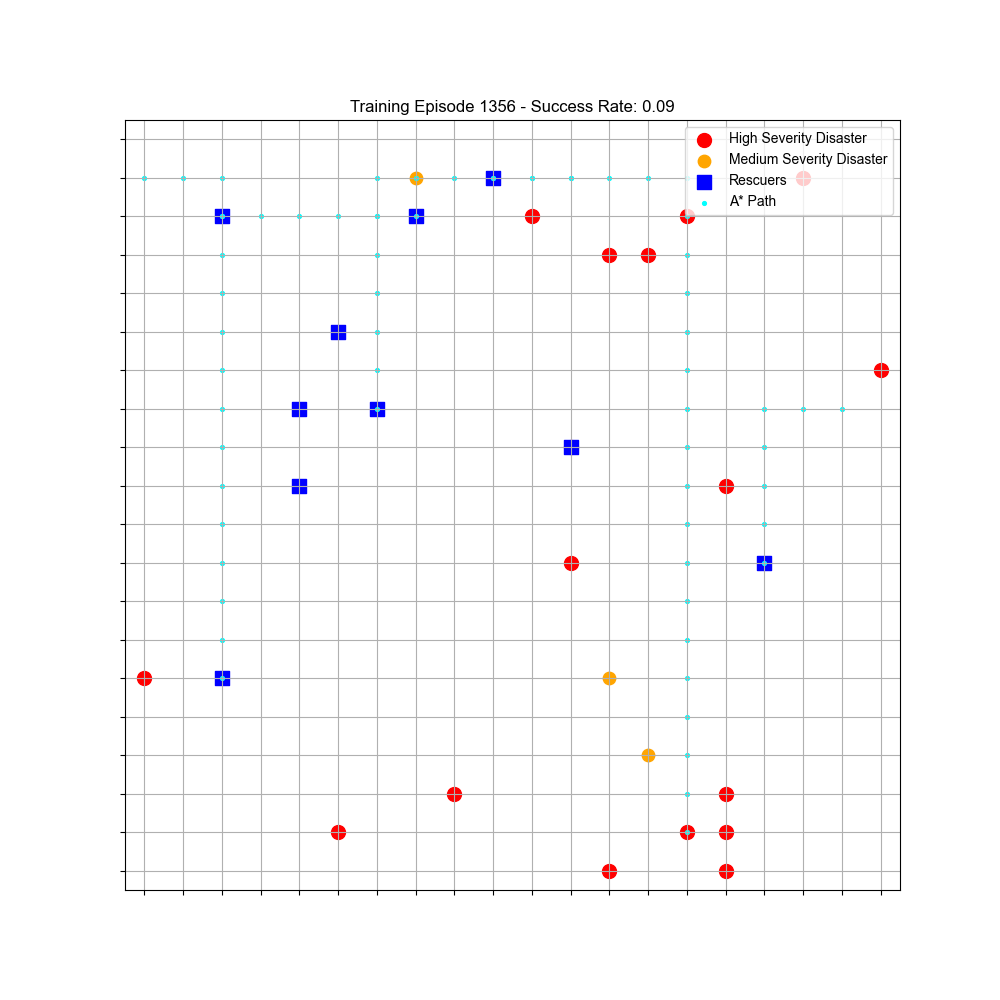 Training Episode 1356 - Success Rate: 0.09
High Severity Disaster
Medium Severity Disaster
Rescuers
A* Path